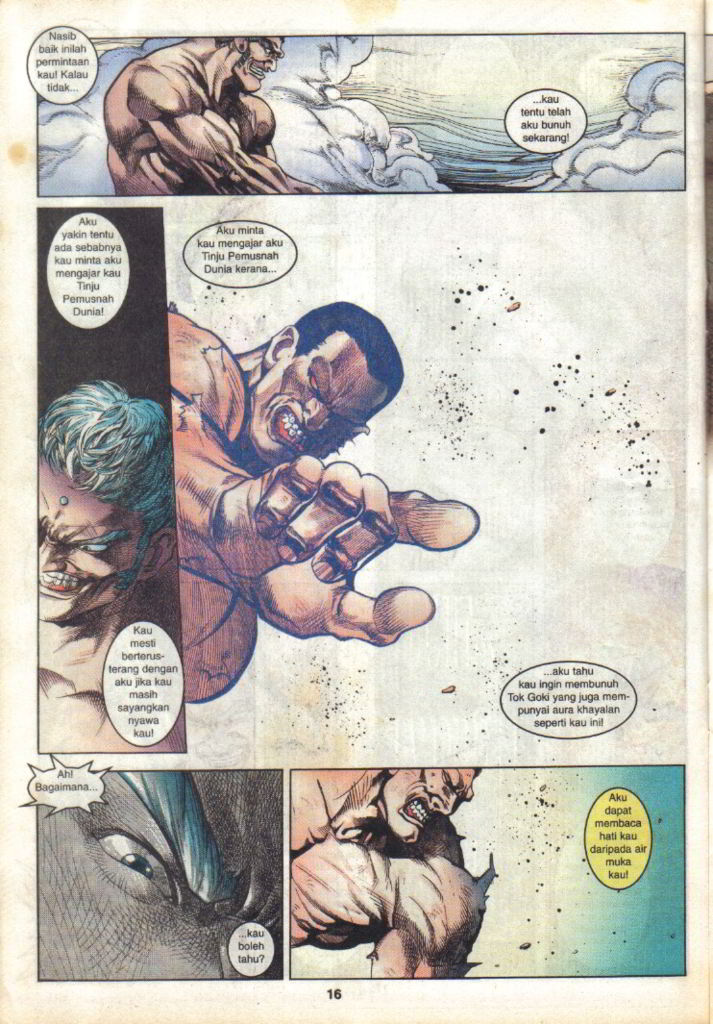 Nasib
baik inilah
permintaan
kau! Kalau
tidak...
...kau
tentu telah
aku bunuh
sekarang!
Aku
yakin tentu
ada sebabnya
kau minta aku
mengajar kau
Tinju
Pemusnah
Dunia!
Aku minta
kau mengajar aku
Tinju Pemusnah
Dunia kerana...
Kau
mesti
berterus-
terang dengan
aku jika kau
masih
sayangkan
nyawa
kau!
...aku tahu
kau ingin membunuh
Tok Goki yang juga mem-
punyai aura khayalan
seperti kau ini!
Ah!
Bagaimana...
...kau
boleh
tahu?
Aku
dapat
membaca
hati kau
daripada air
muka
kau!
16